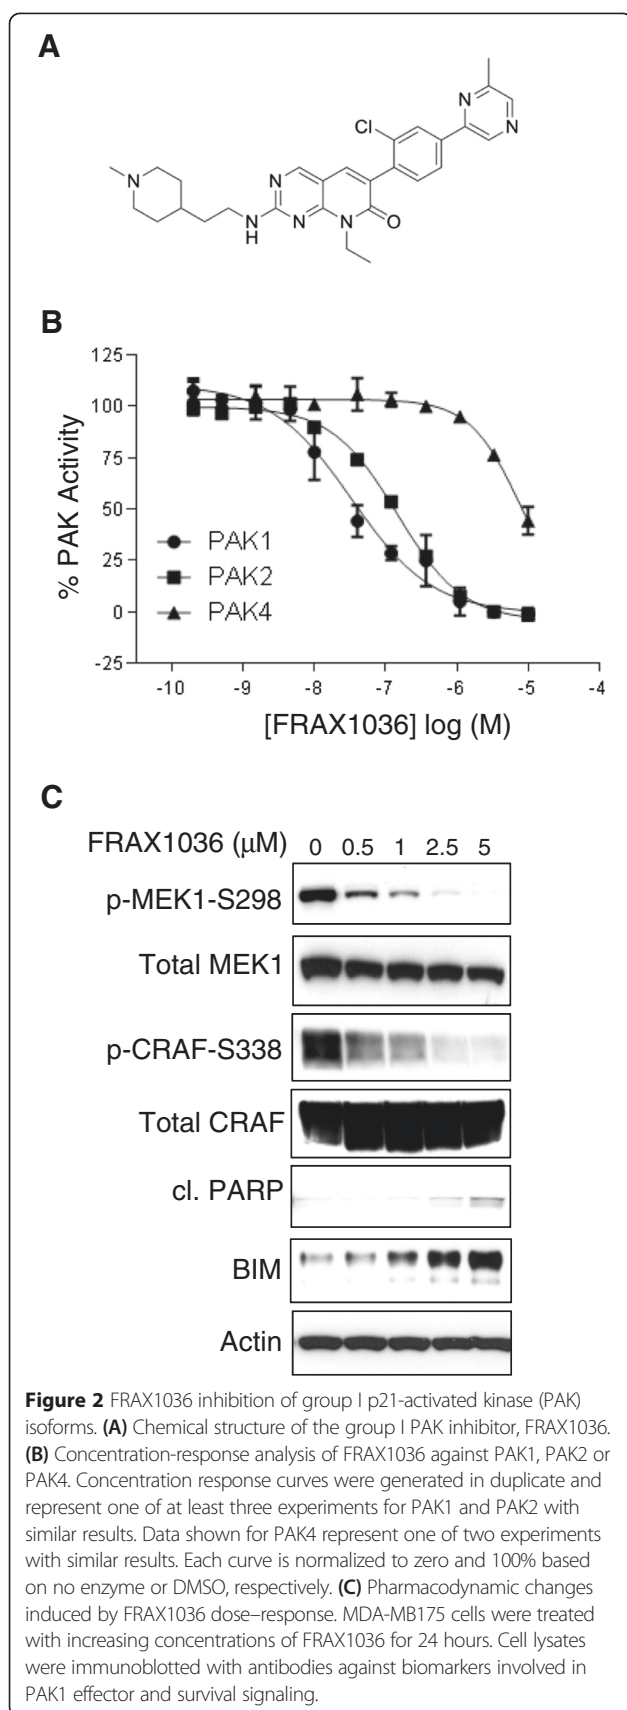 A
N
N
N
N
H
N
N
O
Cl
N
N
B
% PAK Activity
125
100
75
50
25
0
-25
PAK1
PAK2
PAK4
-10 -9 -8 -7 -6 -5 -4
[FRAX1036] log (M)
C
FRAX1036 (μM) 0 0.5 1 2.5 5
p-MEK1-S298
Total MEK1
p-CRAF-S338
Total CRAF
cl. PARP
BIM
Actin
Figure 2 FRAX1036 inhibition of group I p21-activated kinase (PAK)
isoforms. (A) Chemical structure of the group I PAK inhibitor, FRAX1036.
(B) Concentration-response analysis of FRAX1036 against PAK1, PAK2 or
PAK4. Concentration response curves were generated in duplicate and
represent one of at least three experiments for PAK1 and PAK2 with
similar results. Data shown for PAK4 represent one of two experiments
with similar results. Each curve is normalized to zero and 100% based
on no enzyme or DMSO, respectively. (C) Pharmacodynamic changes
induced by FRAX1036 dose–response. MDA-MB175 cells were treated
with increasing concentrations of FRAX1036 for 24 hours. Cell lysates
were immunoblotted with antibodies against biomarkers involved in
PAK1 effector and survival signaling.